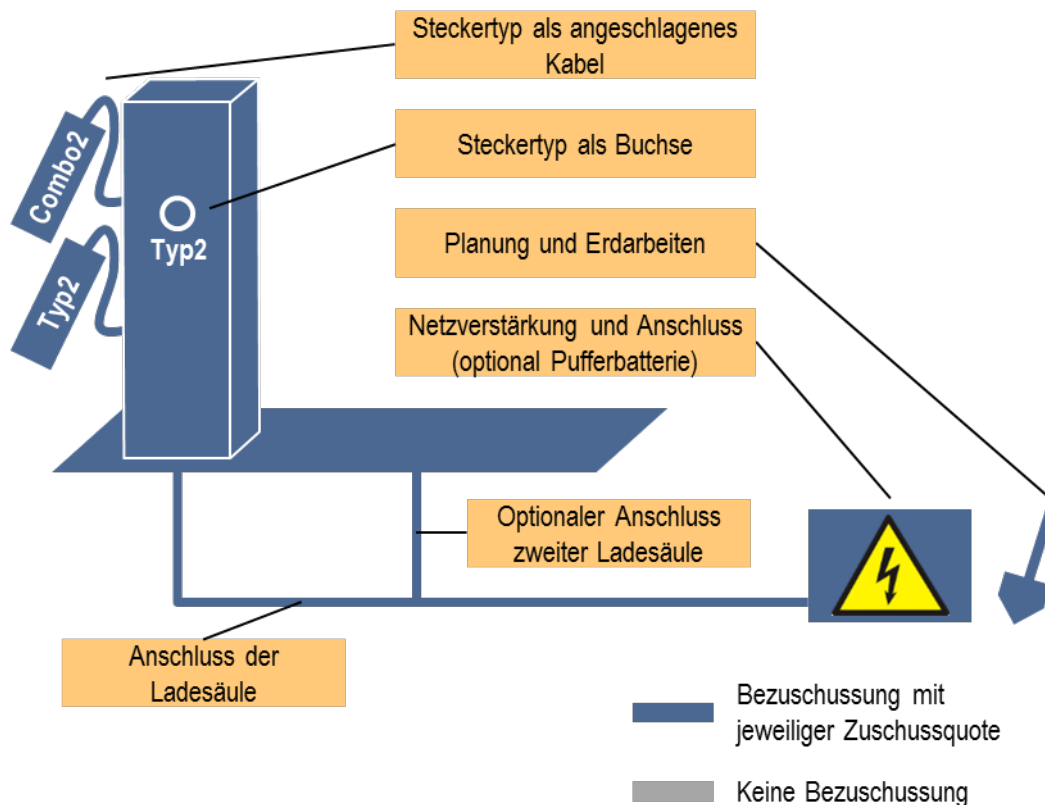 Steckertyp als angeschlagenes
Kabel
Combo2
Steckertyp als Buchse
Typ2
Typ2
Planung und Erdarbeiten
Netzverstärkung und Anschluss
(optional Pufferbatterie)
Optionaler Anschluss
zweiter Ladesäule
Anschluss der
Ladesäule
Bezuschussung mit
jeweiliger Zuschussquote
Keine Bezuschussung